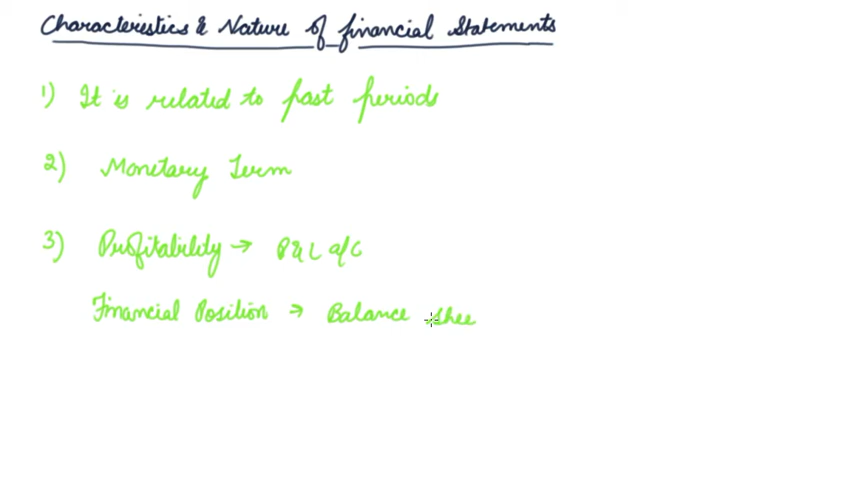 Characteristics & Nature of financial Statements
1) It is related to past periods
2) Monetary Term
3) Profitability → P & L a/c
Financial Position → Balance Shee